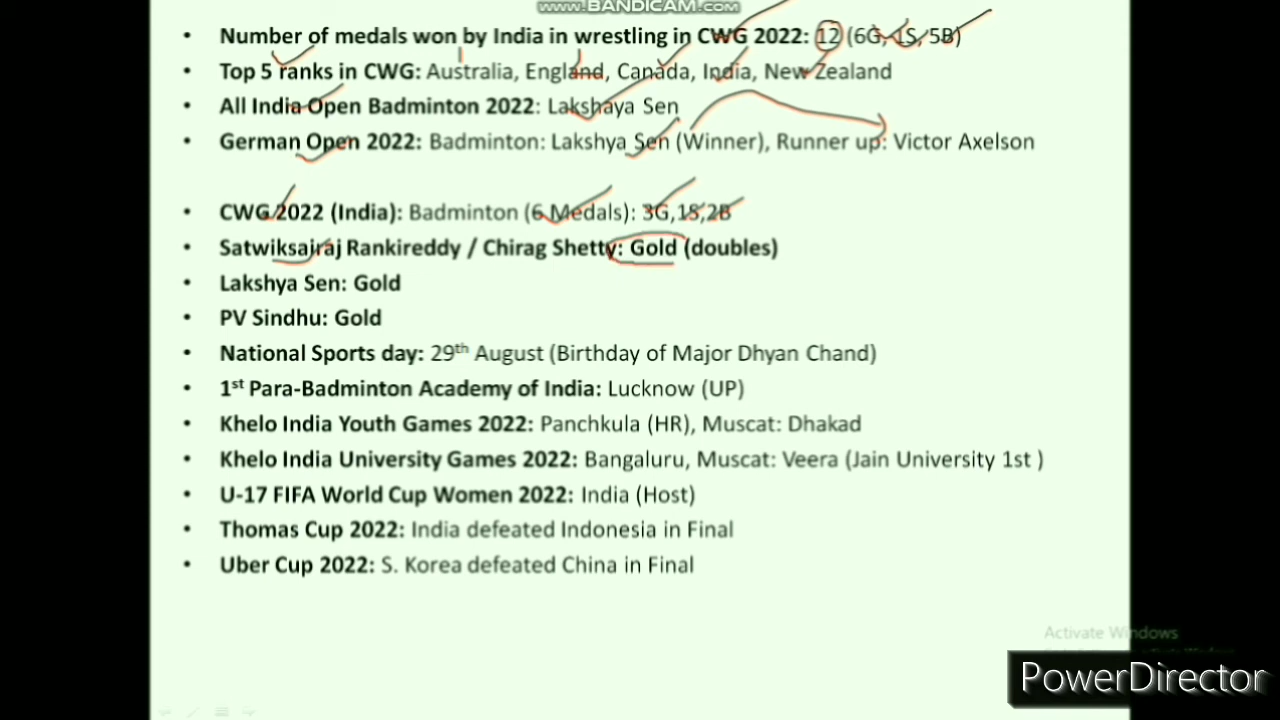 www.BANDICAM.com
• Number of medals won by India in wrestling in CWG 2022: 12 (6G, 1S, 5B)
• Top 5 ranks in CWG: Australia, England, Canada, India, New Zealand
• All India Open Badminton 2022: Lakshaya Sen
• German Open 2022: Badminton: Lakshya Sen (Winner), Runner up: Victor Axelson
• CWG 2022 (India): Badminton (6 Medals): 3G,1S,2B
• Satwiksajraj Rankireddy / Chirag Shetty: Gold (doubles)
• Lakshya Sen: Gold
• PV Sindhu: Gold
• National Sports day: 29th August (Birthday of Major Dhyan Chand)
• 1st Para-Badminton Academy of India: Lucknow (UP)
• Khelo India Youth Games 2022: Panchkula (HR), Muscat: Dhakad
• Khelo India University Games 2022: Bangaluru, Muscat: Veera (Jain University 1st )
• U-17 FIFA World Cup Women 2022: India (Host)
• Thomas Cup 2022: India defeated Indonesia in Final
• Uber Cup 2022: S. Korea defeated China in Final
Activate Windows
PowerDirector